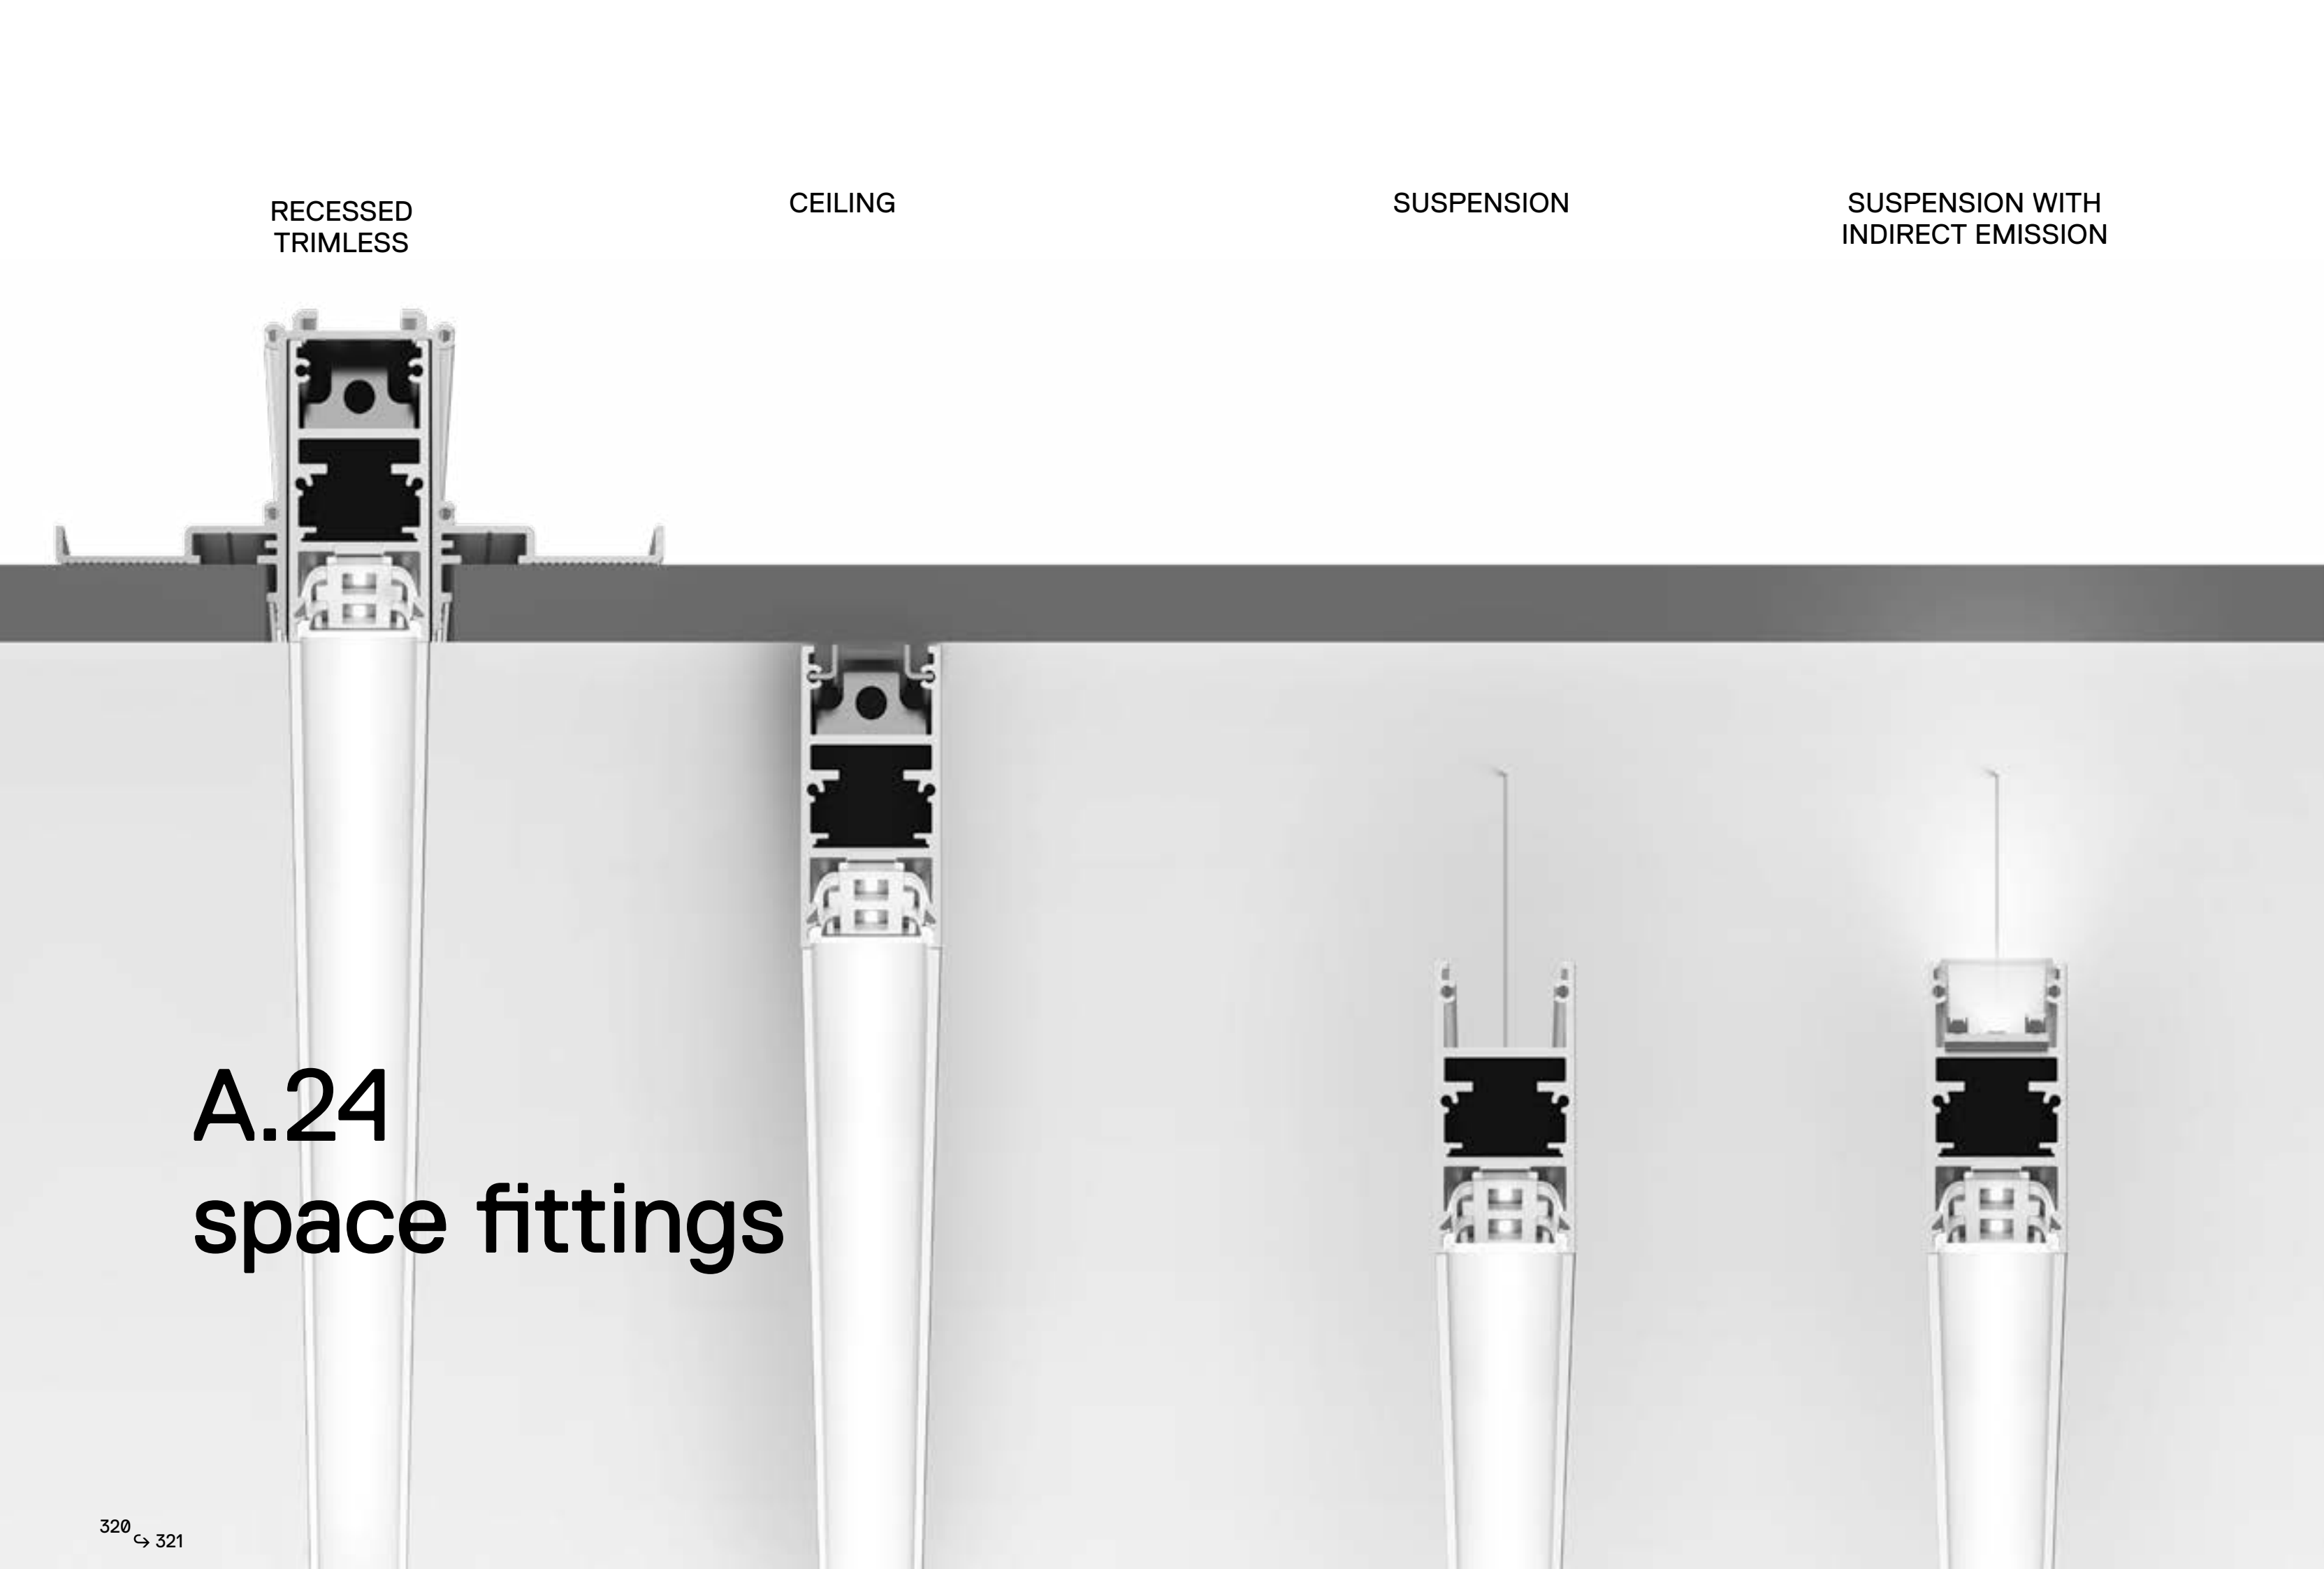 RECESSED
TRIMLESS
CEILING
SUSPENSION
SUSPENSION WITH
INDIRECT EMISSION
A.24
space fittings
320
↪ 321